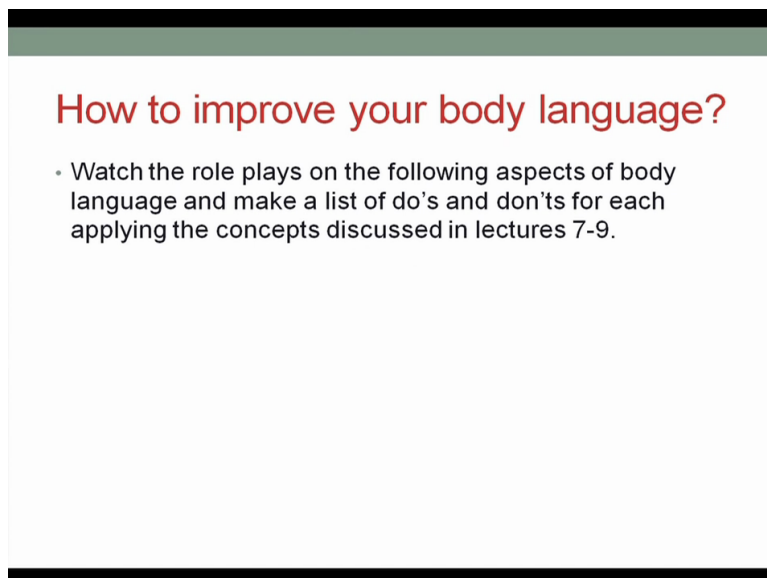 How to improve your body language?
• Watch the role plays on the following aspects of body
language and make a list of do's and don'ts for each
applying the concepts discussed in lectures 7-9.